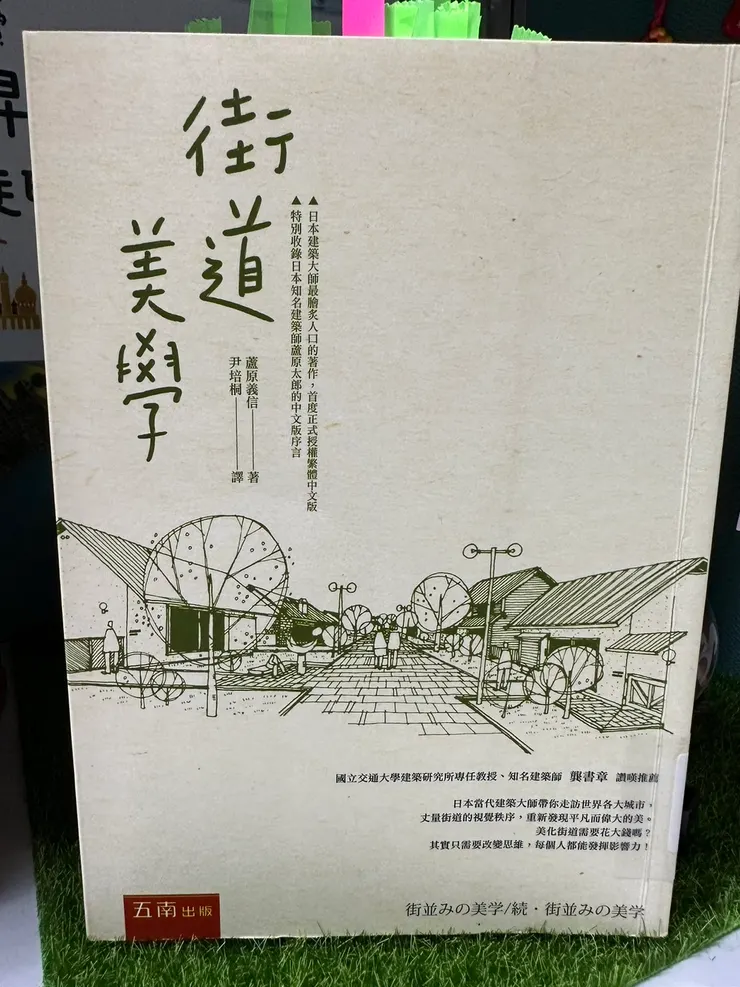 街道
美學
▲日本建築大師最膾炙人口的著作，首度正式授權繁體中文版
▲特別收錄日本知名建築師蘆原太郎的中文版序言
蘆原義信——著
尹培桐——譯
國立交通大學建築研究所專任教授、知名建築師 龔書章 讚嘆推薦
日本當代建築大師帶你走訪世界各大城市，
丈量街道的視覺秩序，重新發現平凡而偉大的美。
美化街道需要花大錢嗎？
其實只需要改變思維，每個人都能發揮影響力！
五南出版
街並みの美学/続・街並みの美学